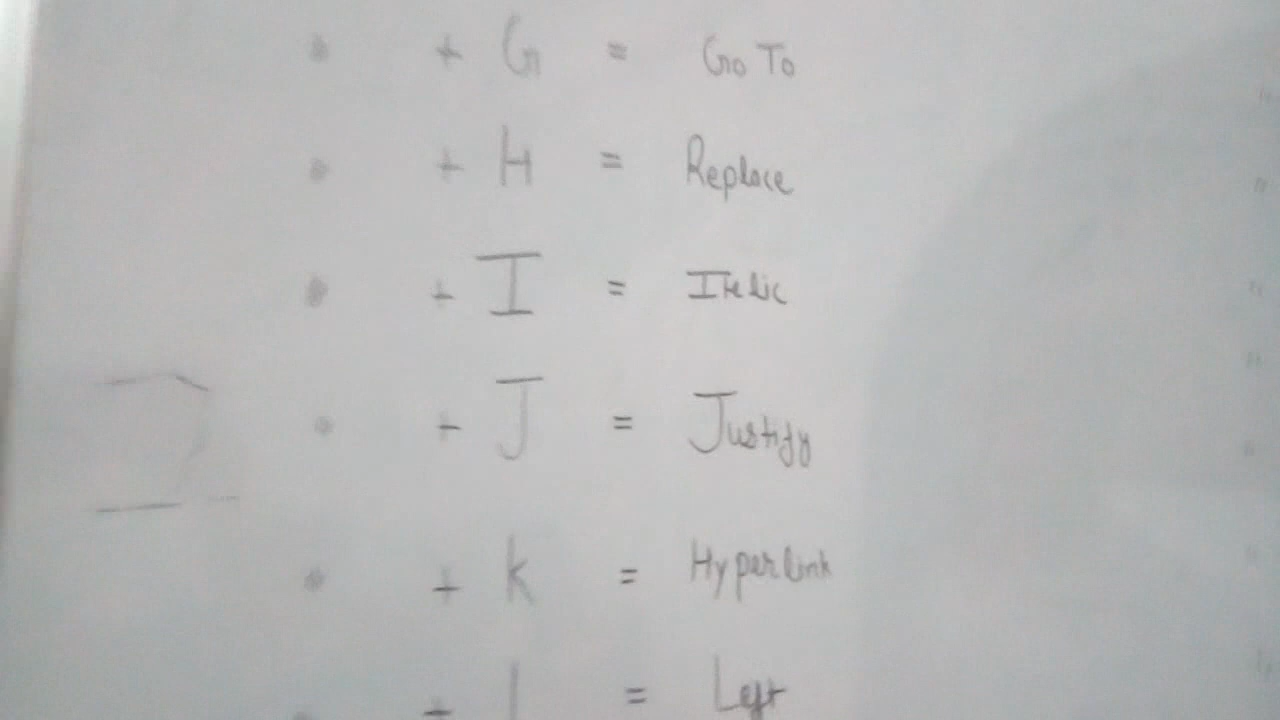 • + G = Go To
• + H = Replace
• + I = Italic
• + J = Justify
• + K = Hyperlink
• + L = Left